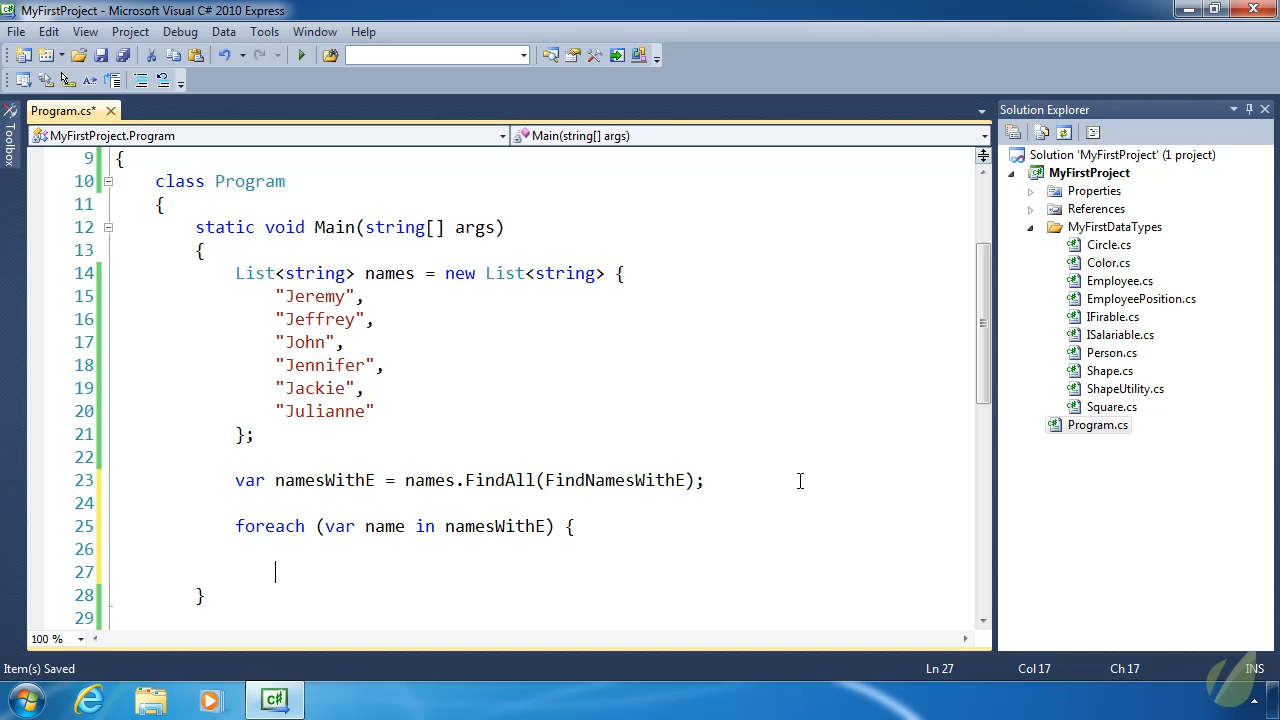 MyFirstProject - Microsoft Visual C# 2010 Express
File Edit View Project Debug Data Tools Window Help
Program.cs*
Toolbox
MyFirstProject.Program
Main(string[] args)
9 {
10 class Program
11 {
12 static void Main(string[] args)
13 {
14 List<string> names = new List<string> {
15 "Jeremy",
16 "Jeffrey",
17 "John",
18 "Jennifer",
19 "Jackie",
20 "Julianne"
21 };
22
23 var namesWithE = names.FindAll(FindNamesWithE);
24
25 foreach (var name in namesWithE) {
26
27
28 }
29
100 %
Solution Explorer
Solution 'MyFirstProject' (1 project)
MyFirstProject
Properties
References
MyFirstDataTypes
Circle.cs
Color.cs
Employee.cs
EmployeePosition.cs
IFirable.cs
ISalariable.cs
Person.cs
Shape.cs
ShapeUtility.cs
Square.cs
Program.cs
Item(s) Saved
Ln 27
Col 17
Ch 17
INS
C#